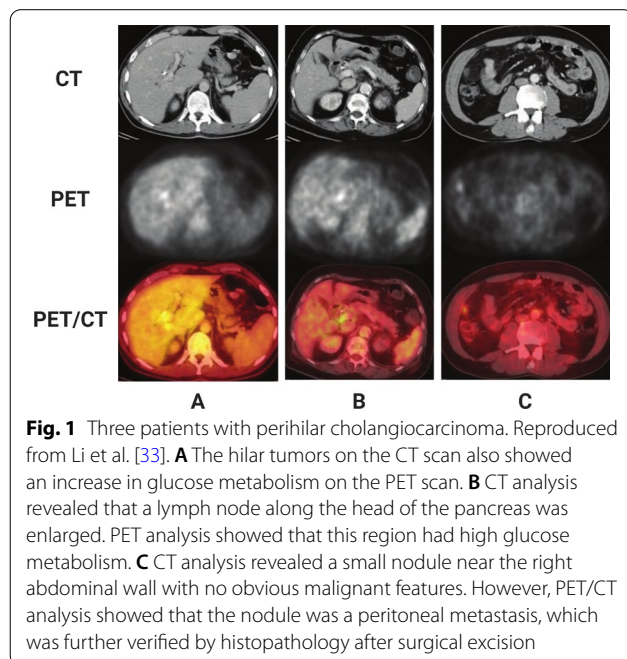 CT
PET
PET/CT
A B C
Fig. 1 Three patients with perihilar cholangiocarcinoma. Reproduced
from Li et al. [33]. A The hilar tumors on the CT scan also showed
an increase in glucose metabolism on the PET scan. B CT analysis
revealed that a lymph node along the head of the pancreas was
enlarged. PET analysis showed that this region had high glucose
metabolism. C CT analysis revealed a small nodule near the right
abdominal wall with no obvious malignant features. However, PET/CT
analysis showed that the nodule was a peritoneal metastasis, which
was further verified by histopathology after surgical excision